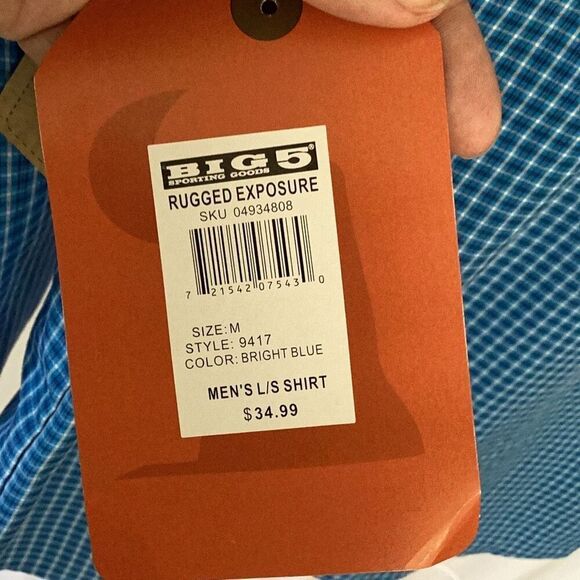 BIG 5®
SPORTING GOODS
RUGGED EXPOSURE
SKU 04934808
7 21542 07543 0
SIZE: M
STYLE: 9417
COLOR: BRIGHT BLUE
MEN'S L/S SHIRT
$34.99